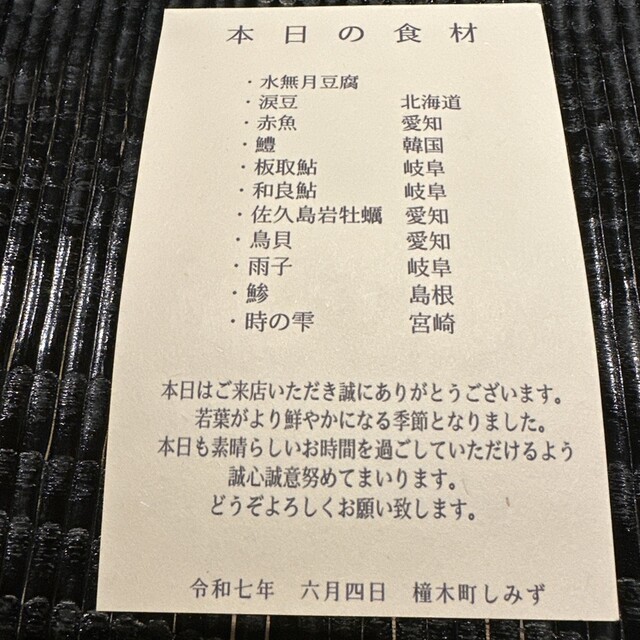 本日の食材
・水無月豆腐
・涙豆 北海道
・赤魚 愛知
・鱧 韓国
・板取鮎 岐阜
・和良鮎 岐阜
・佐久島岩牡蠣 愛知
・鳥貝 愛知
・雨子 岐阜
・鯵 島根
・時の雫 宮崎
本日はご来店いただき誠にありがとうございます。
若葉がより鮮やかになる季節となりました。
本日も素晴らしいお時間を過ごしていただけるよう
誠心誠意努めてまいります。
どうぞよろしくお願い致します。
令和七年 六月四日 橦木町しみず